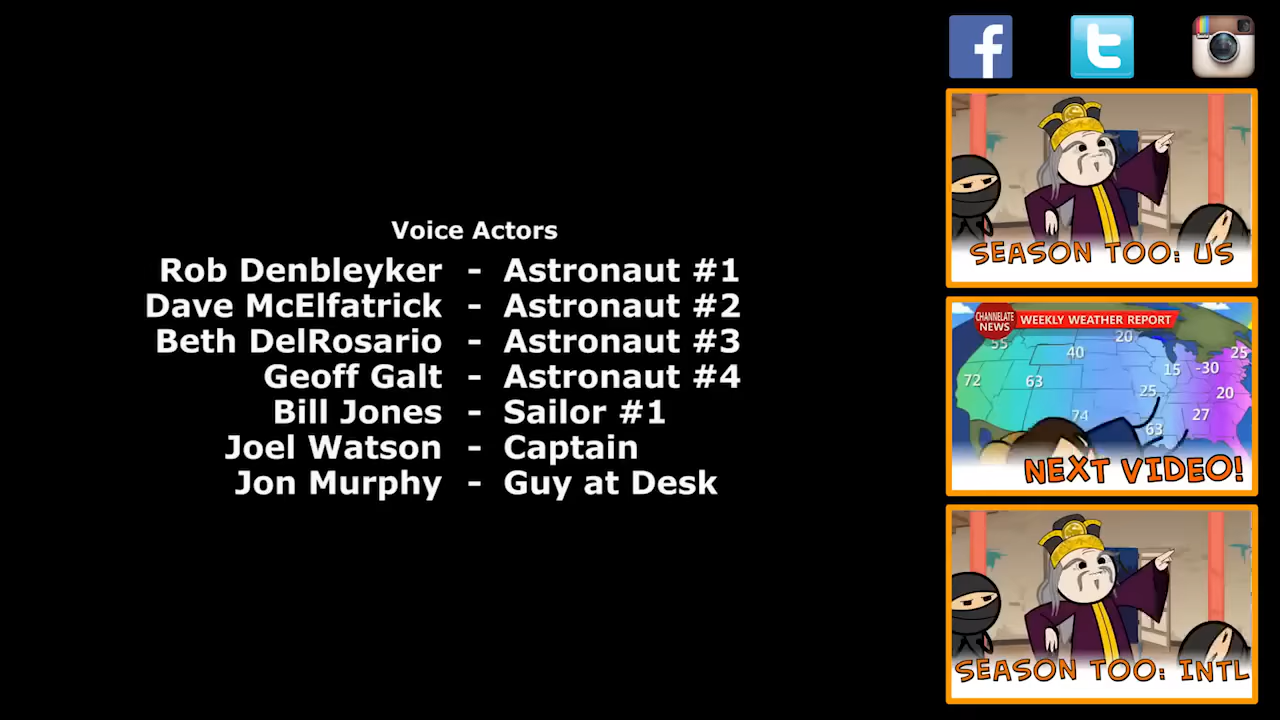 Voice Actors
Rob Denbleyker - Astronaut #1
Dave McElfatrick - Astronaut #2
Beth DelRosario - Astronaut #3
Geoff Galt - Astronaut #4
Bill Jones - Sailor #1
Joel Watson - Captain
Jon Murphy - Guy at Desk
SEASON TOO: US
CHANNELATE
NEWS
WEEKLY WEATHER REPORT
55
20
40
25
15
-30
72
63
25
20
74
27
63
NEXT VIDEO!
SEASON TOO: INTL